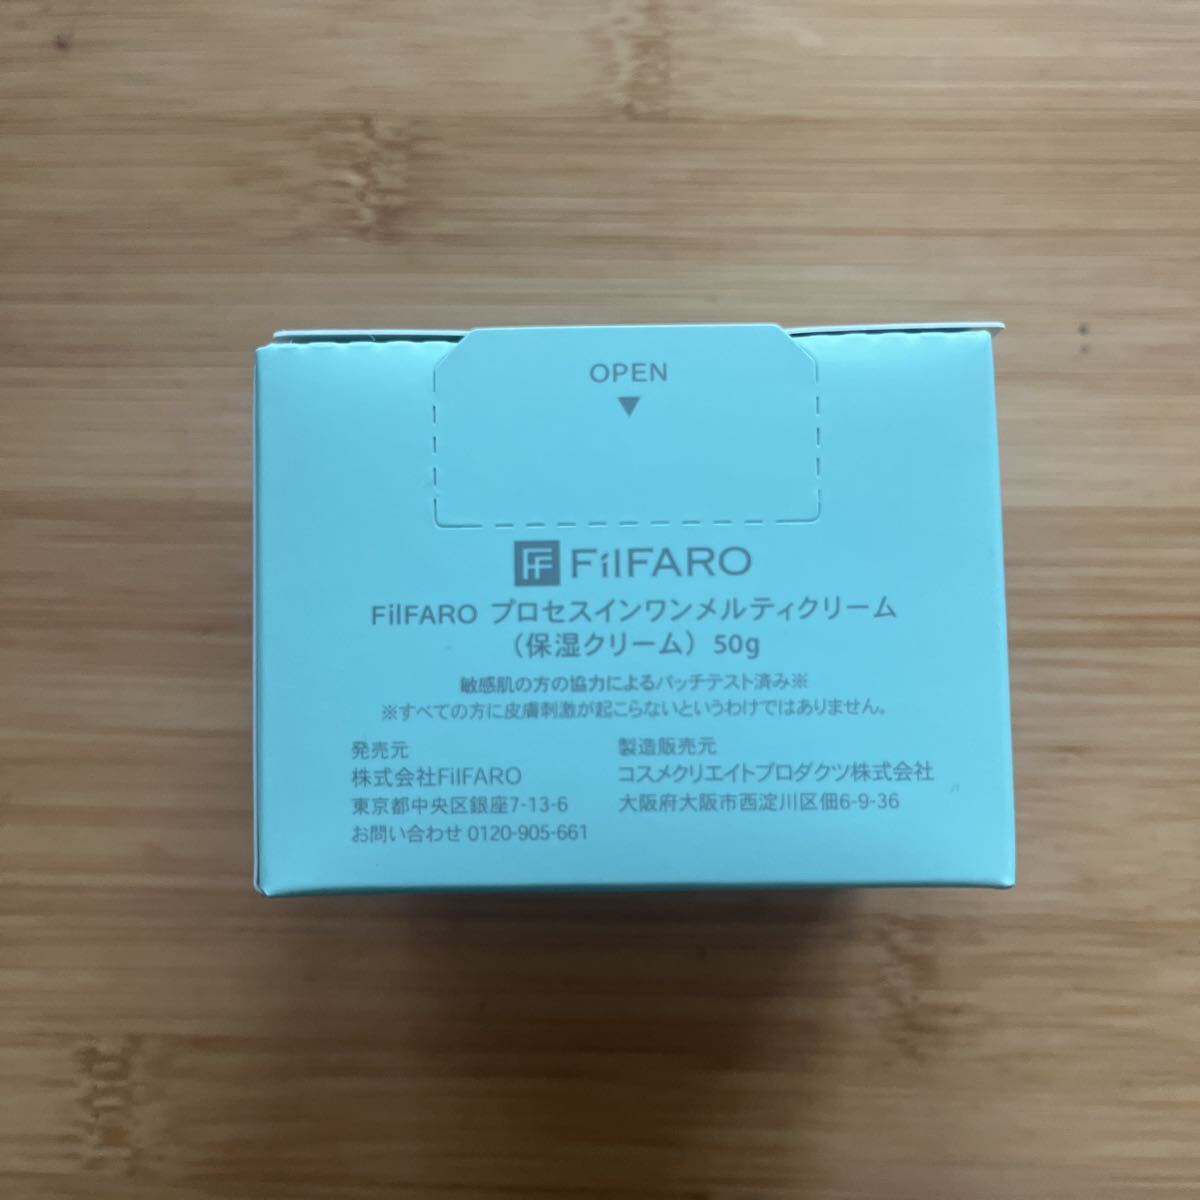 OPEN
▼
FF FilFARO
FilFARO プロセスインワンメルティクリーム
（保湿クリーム）50g
敏感肌の方の協力によるパッチテスト済み※
※すべての方に皮膚刺激が起こらないというわけではありません。
発売元
株式会社FilFARO
東京都中央区銀座7-13-6
お問い合わせ 0120-905-661
製造販売元
コスメクリエイトプロダクツ株式会社
大阪府大阪市西淀川区佃6-9-36